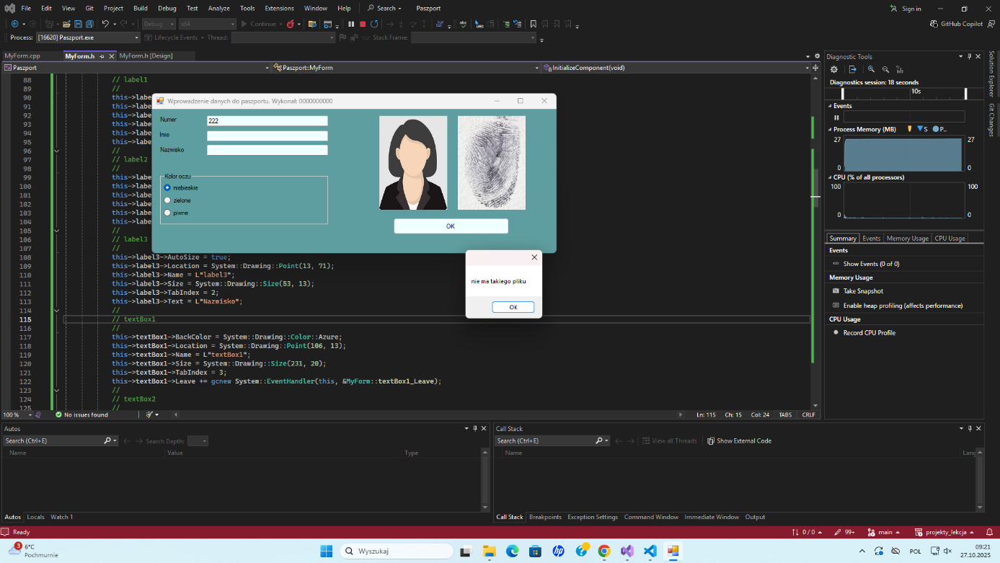 File Edit View Git Project Build Debug Test Analyze Tools Extensions Window Help Search Paszport Sign in
Debug x64 Continue GitHub Copilot
Process: [16620] Paszport.exe Lifecycle Events Thread: Stack Frame:
MyForm.cpp MyForm.h MyForm.h [Design]
Paszport Paszport::MyForm InitializeComponent(void)
88 // label1
89 //
90 this->labe
91 this->labe
92 this->labe
93 this->labe
94 this->labe
95 this->labe
96 //
97 // label2
98 //
99 this->labe
100 this->labe
101 this->labe
102 this->labe
103 this->labe
104 this->labe
105 //
106 // label3
107 //
108 this->label3->AutoSize = true;
109 this->label3->Location = System::Drawing::Point(13, 71);
110 this->label3->Name = L"label3";
111 this->label3->Size = System::Drawing::Size(53, 13);
112 this->label3->TabIndex = 2;
113 this->label3->Text = L"Nazwisko";
114 //
115 // textBox1
116 //
117 this->textBox1->BackColor = System::Drawing::Color::Azure;
118 this->textBox1->Location = System::Drawing::Point(106, 13);
119 this->textBox1->Name = L"textBox1";
120 this->textBox1->Size = System::Drawing::Size(231, 20);
121 this->textBox1->TabIndex = 3;
122 this->textBox1->Leave += gcnew System::EventHandler(this, &MyForm::textBox1_Leave);
123 //
124 // textBox2
125 //
Wprowadzenie danych do paszportu. Wykonał: 0000000000
Numer 222
Imie
Nazwisko
Kolor oczu
niebieskie
zielone
piwne
OK
nie ma takiego pliku
OK
100 % No issues found Ln: 115 Ch: 15 Col: 24 TABS CRLF
Diagnostic Tools
Diagnostics session: 18 seconds
10s
Events
Process Memory (MB) S P..
27 27
0 0
CPU (% of all processors)
100 100
0 0
Summary Events Memory Usage CPU Usage
Events
Show Events (0 of 0)
Memory Usage
Take Snapshot
Enable heap profiling (affects performance)
CPU Usage
Record CPU Profile
Solution Explorer
Git Changes
Autos
Search (Ctrl+E) Search Depth:
Name Value Type
Autos Locals Watch 1
Call Stack
Search (Ctrl+E) View all Threads Show External Code
Name Lang
Call Stack Breakpoints Exception Settings Command Window Immediate Window Output
Ready 0 / 0 99+ main projekty_lekcja
3 6°C
Pochmurnie
Wyszukaj
POL
09:21
27.10.2025